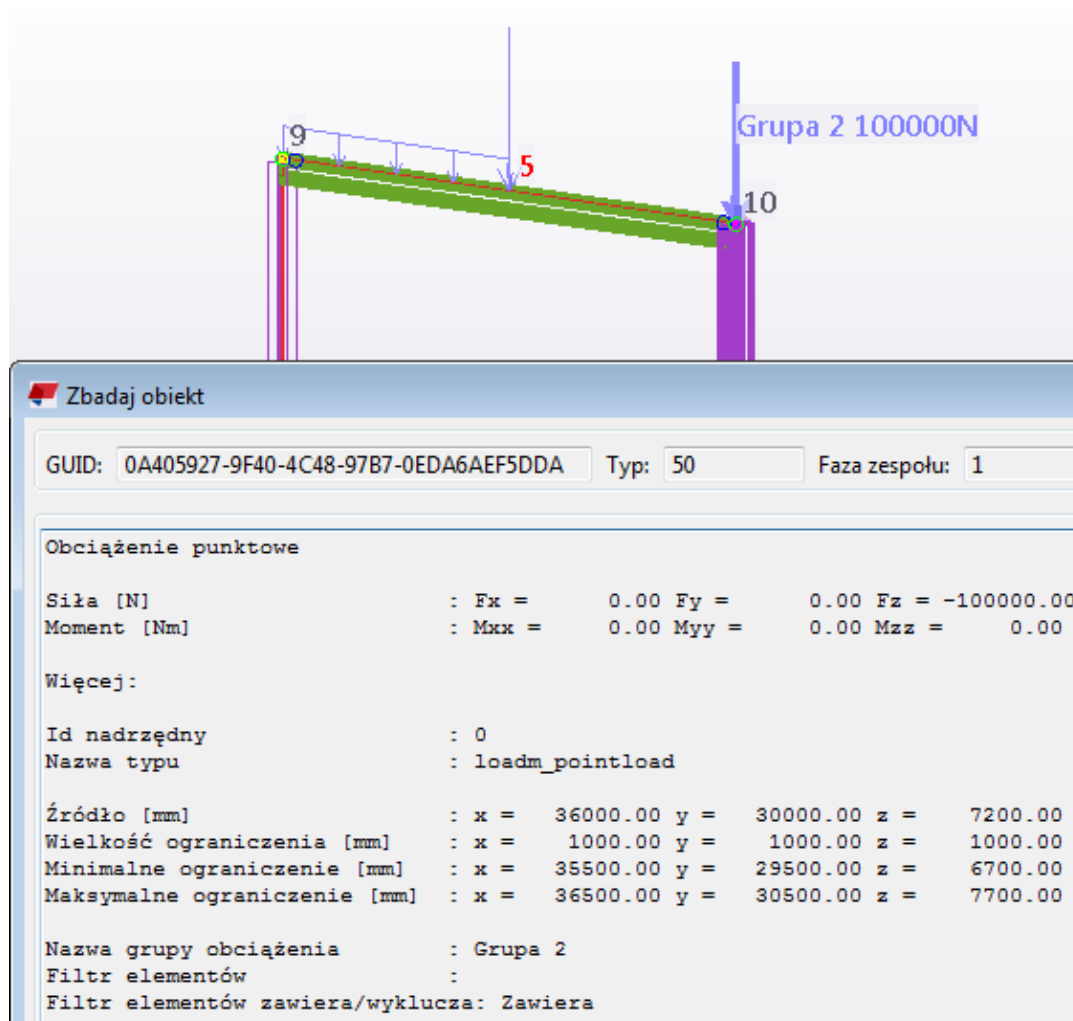 9
Grupa 2 100000N
5
10
Zbadaj obiekt
GUID: 0A405927-9F40-4C48-97B7-0EDA6AEF5DDA Typ: 50 Faza zespołu: 1
Obciążenie punktowe
Siła [N] : Fx = 0.00 Fy = 0.00 Fz = -100000.00
Moment [Nm] : Mxx = 0.00 Myy = 0.00 Mzz = 0.00
Więcej:
Id nadrzędny : 0
Nazwa typu : loadm_pointload
Źródło [mm] : x = 36000.00 y = 30000.00 z = 7200.00
Wielkość ograniczenia [mm] : x = 1000.00 y = 1000.00 z = 1000.00
Minimalne ograniczenie [mm] : x = 35500.00 y = 29500.00 z = 6700.00
Maksymalne ograniczenie [mm] : x = 36500.00 y = 30500.00 z = 7700.00
Nazwa grupy obciążenia : Grupa 2
Filtr elementów :
Filtr elementów zawiera/wyklucza: Zawiera